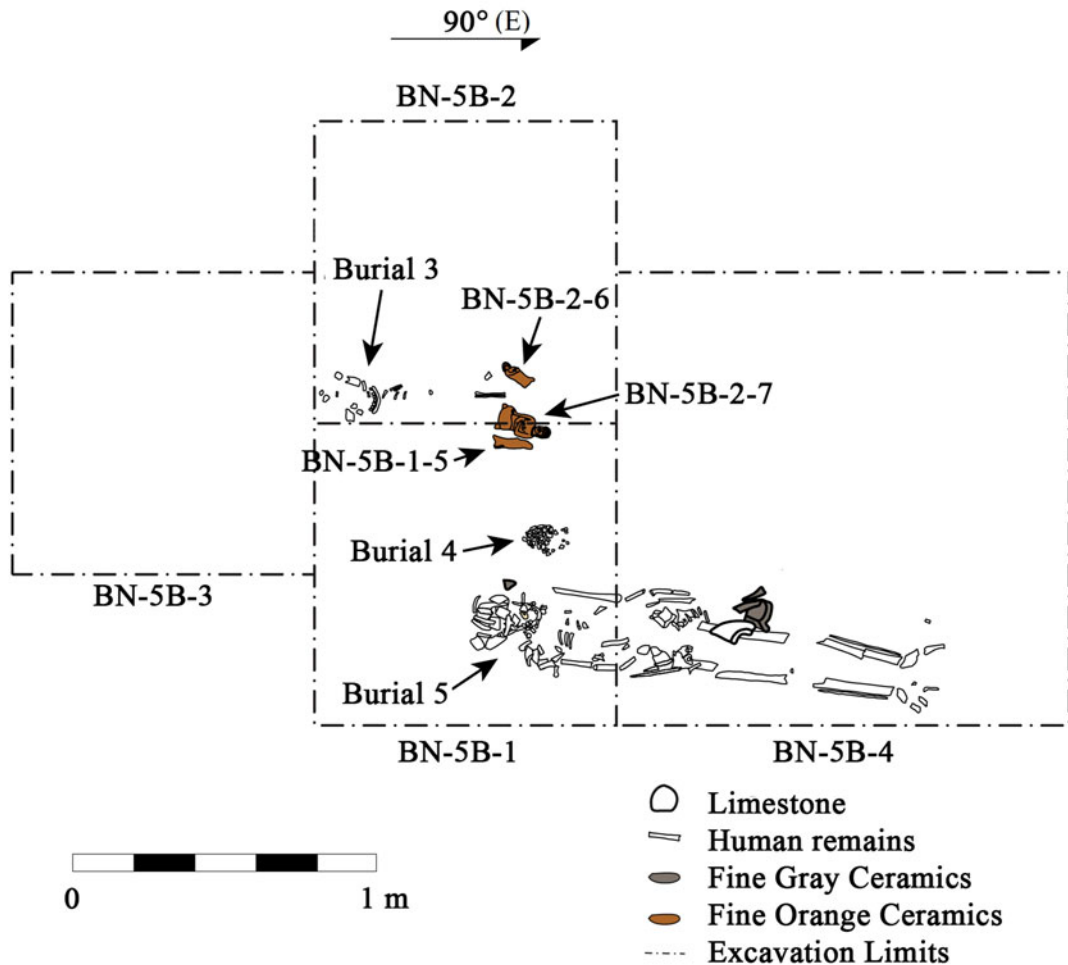 90° (E)
BN-5B-2
Burial 3
BN-5B-2-6
BN-5B-2-7
BN-5B-1-5
Burial 4
BN-5B-3
Burial 5
BN-5B-1
BN-5B-4
Limestone
Human remains
Fine Gray Ceramics
Fine Orange Ceramics
Excavation Limits
0
1 m